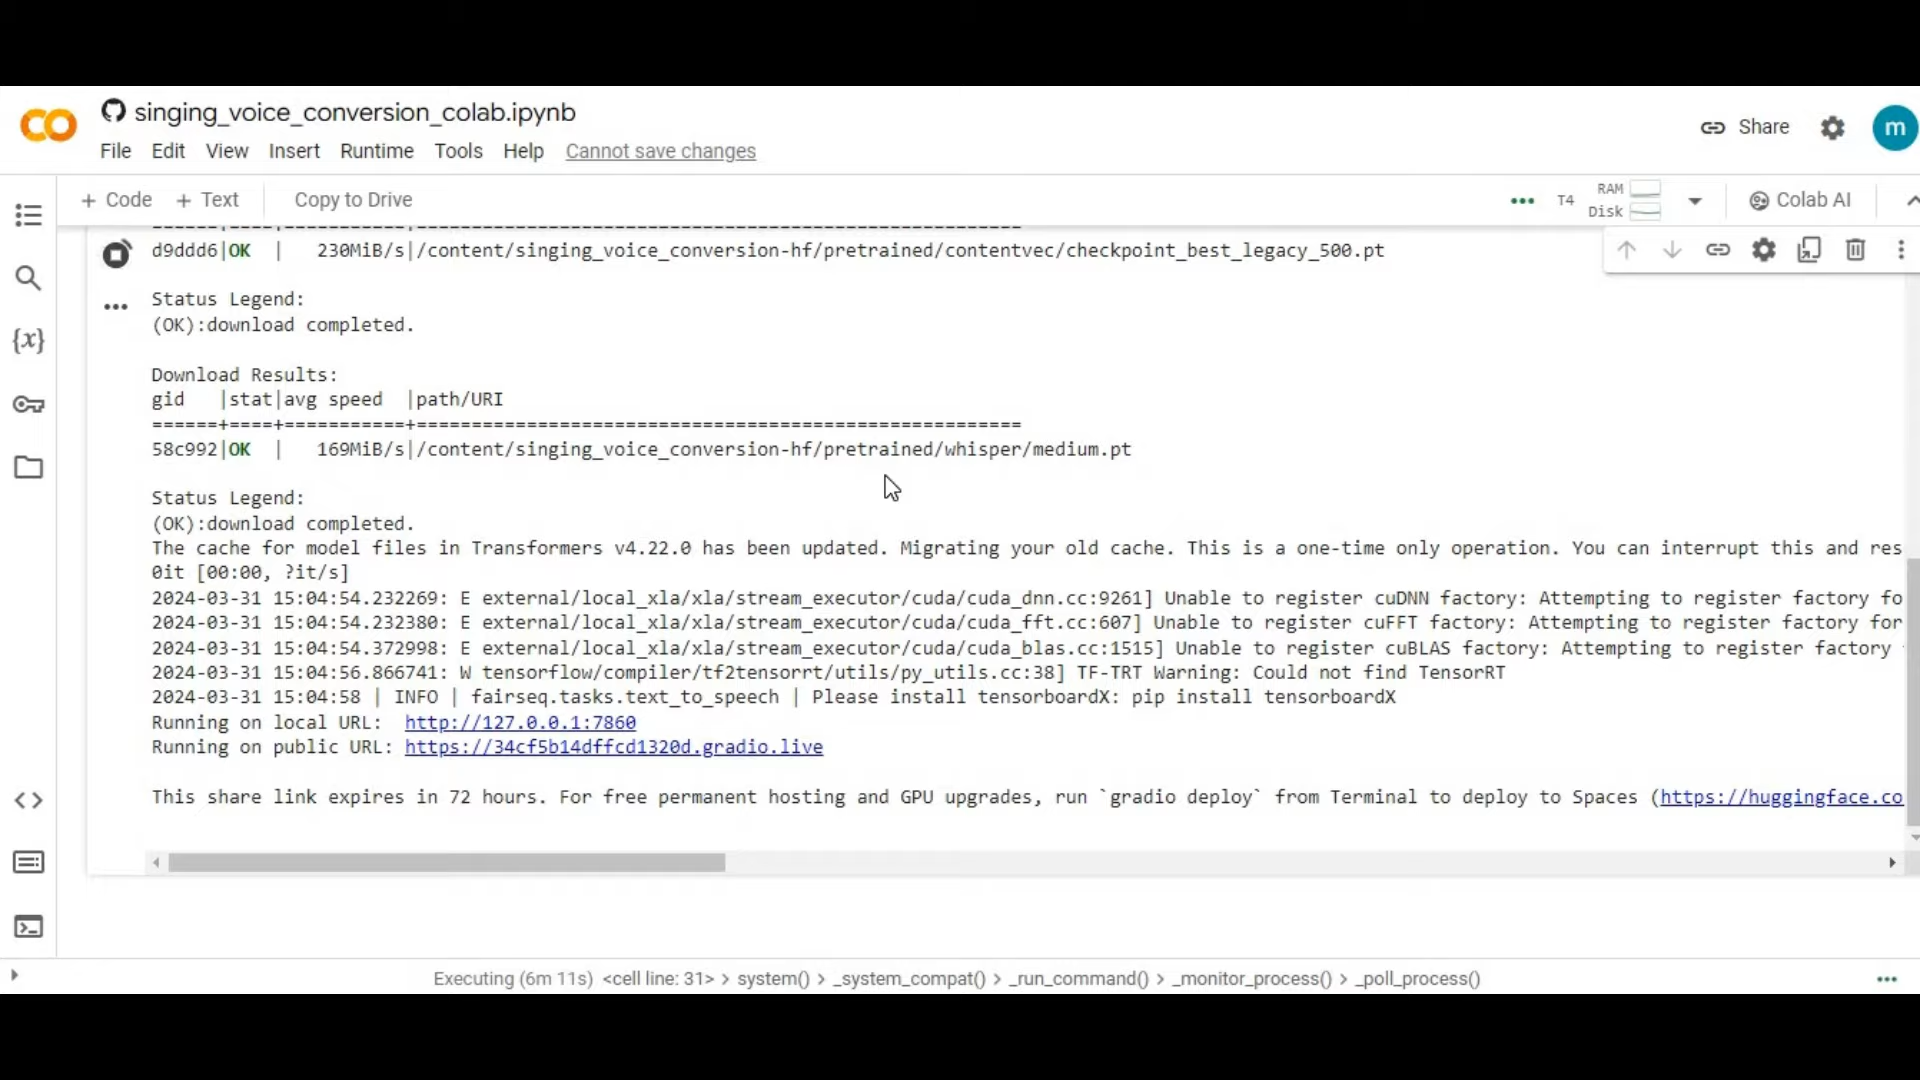 singing_voice_conversion_colab.ipynb
File Edit View Insert Runtime Tools Help Cannot save changes
Share
m
+ Code + Text Copy to Drive
T4 RAM Disk
Colab AI
d9ddd6|OK | 230MiB/s|/content/singing_voice_conversion-hf/pretrained/contentvec/checkpoint_best_legacy_500.pt
Status Legend:
(OK):download completed.
Download Results:
gid |stat|avg speed |path/URI
======+====+===========+=======================================================
58c992|OK | 169MiB/s|/content/singing_voice_conversion-hf/pretrained/whisper/medium.pt
Status Legend:
(OK):download completed.
The cache for model files in Transformers v4.22.0 has been updated. Migrating your old cache. This is a one-time only operation. You can interrupt this and res
0it [00:00, ?it/s]
2024-03-31 15:04:54.232269: E external/local_xla/xla/stream_executor/cuda/cuda_dnn.cc:9261] Unable to register cuDNN factory: Attempting to register factory fo
2024-03-31 15:04:54.232380: E external/local_xla/xla/stream_executor/cuda/cuda_fft.cc:607] Unable to register cuFFT factory: Attempting to register factory for
2024-03-31 15:04:54.372998: E external/local_xla/xla/stream_executor/cuda/cuda_blas.cc:1515] Unable to register cuBLAS factory: Attempting to register factory
2024-03-31 15:04:56.866741: W tensorflow/compiler/tf2tensorrt/utils/py_utils.cc:38] TF-TRT Warning: Could not find TensorRT
2024-03-31 15:04:58 | INFO | fairseq.tasks.text_to_speech | Please install tensorboardX: pip install tensorboardX
Running on local URL: http://127.0.0.1:7860
Running on public URL: https://34cf5b14dffcd1320d.gradio.live
This share link expires in 72 hours. For free permanent hosting and GPU upgrades, run `gradio deploy` from Terminal to deploy to Spaces (https://huggingface.co
Executing (6m 11s) <cell line: 31> > system() > _system_compat() > _run_command() > _monitor_process() > _poll_process()